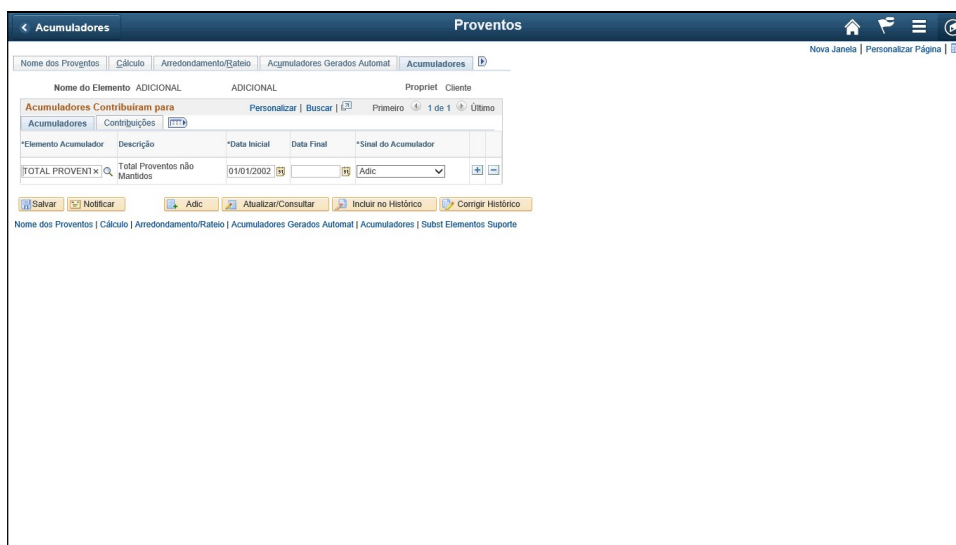 Acumuladores
Proventos
Nova Janela | Personalizar Página |
Nome dos Proventos Cálculo Arredondamento/Rateio Acumuladores Gerados Automat Acumuladores
Nome do Elemento ADICIONAL ADICIONAL Propriet Cliente
Acumuladores Contribuíram para Personalizar | Buscar | Primeiro 1 de 1 Último
Acumuladores Contribuições
*Elemento Acumulador Descrição *Data Inicial Data Final *Sinal do Acumulador
TOTAL PROVENT Total Proventos não Mantidos 01/01/2002 Adic
Salvar Notificar Adic Atualizar/Consultar Incluir no Histórico Corrigir Histórico
Nome dos Proventos | Cálculo | Arredondamento/Rateio | Acumuladores Gerados Automat | Acumuladores | Subst Elementos Suporte